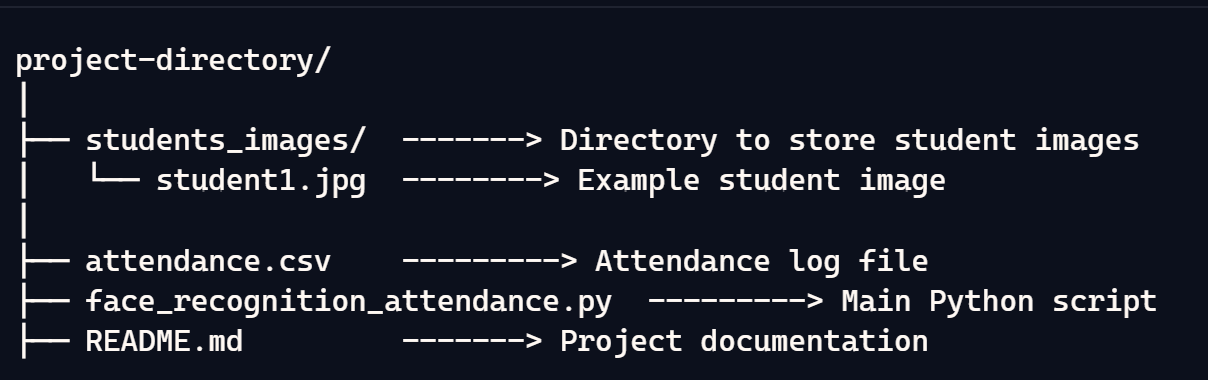 project-directory/
│
├── students_images/  -------> Directory to store student images
│   └── student1.jpg  --------> Example student image
│
├── attendance.csv    ---------> Attendance log file
├── face_recognition_attendance.py  ---------> Main Python script
├── README.md         -------> Project documentation